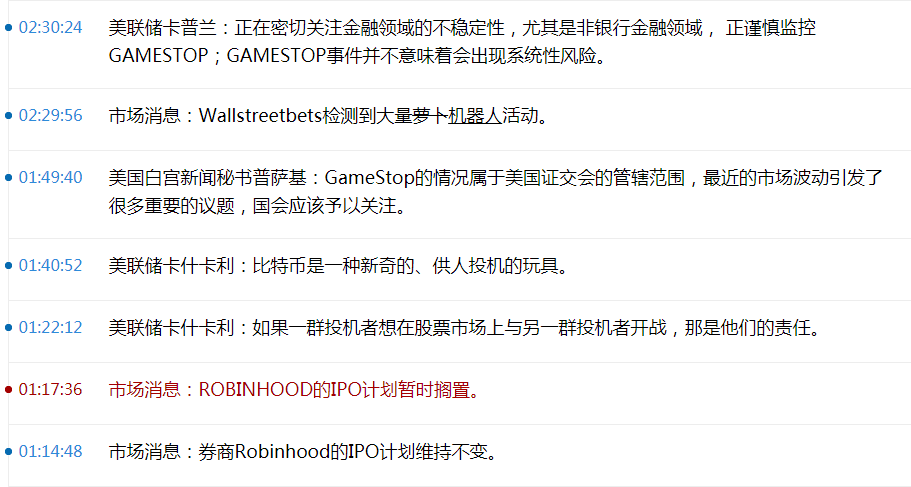 02:30:24 美联储卡普兰：正在密切关注金融领域的不稳定性，尤其是非银行金融领域， 正谨慎监控
GAMESTOP；GAMESTOP事件并不意味着会出现系统性风险。
02:29:56 市场消息：Wallstreetbets检测到大量萝卜机器人活动。
01:49:40 美国白宫新闻秘书普萨基：GameStop的情况属于美国证交会的管辖范围，最近的市场波动引发了
很多重要的议题，国会应该予以关注。
01:40:52 美联储卡什卡利：比特币是一种新奇的、供人投机的玩具。
01:22:12 美联储卡什卡利：如果一群投机者想在股票市场上与另一群投机者开战，那是他们的责任。
01:17:36 市场消息：ROBINHOOD的IPO计划暂时搁置。
01:14:48 市场消息：券商Robinhood的IPO计划维持不变。